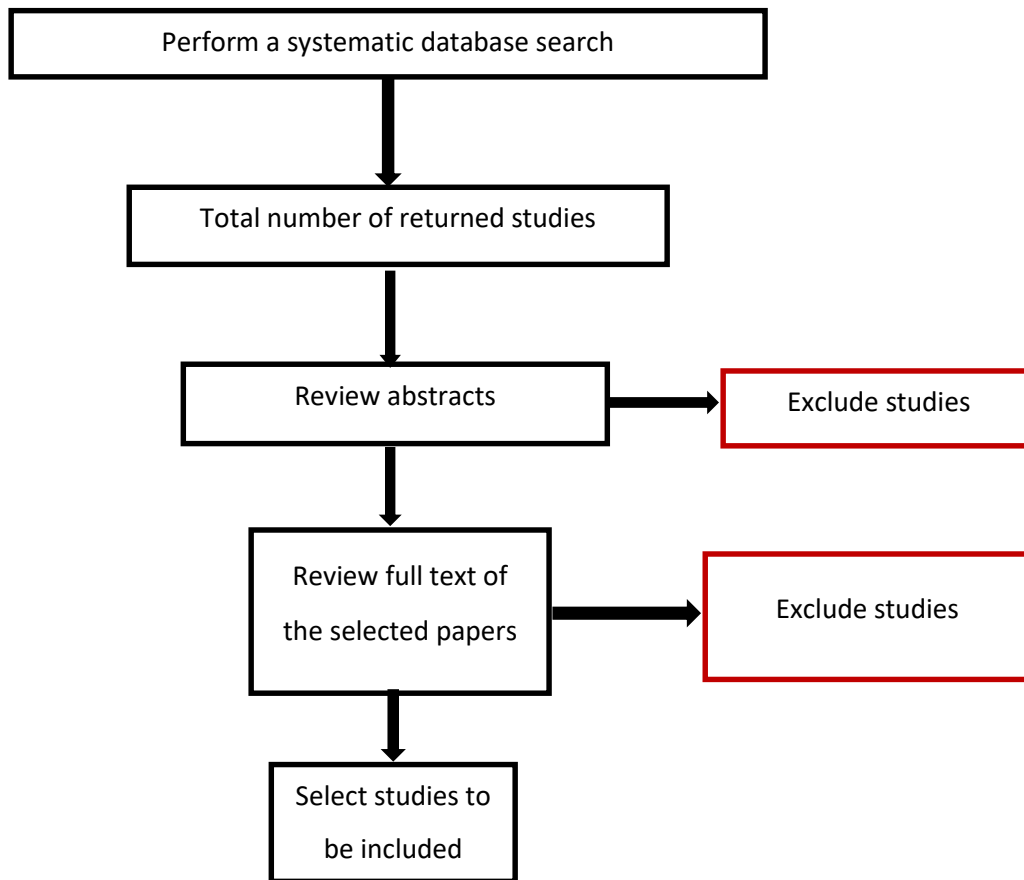 Perform a systematic database search
Total number of returned studies
Review abstracts
Exclude studies
Review full text of
the selected papers
Exclude studies
Select studies to
be included